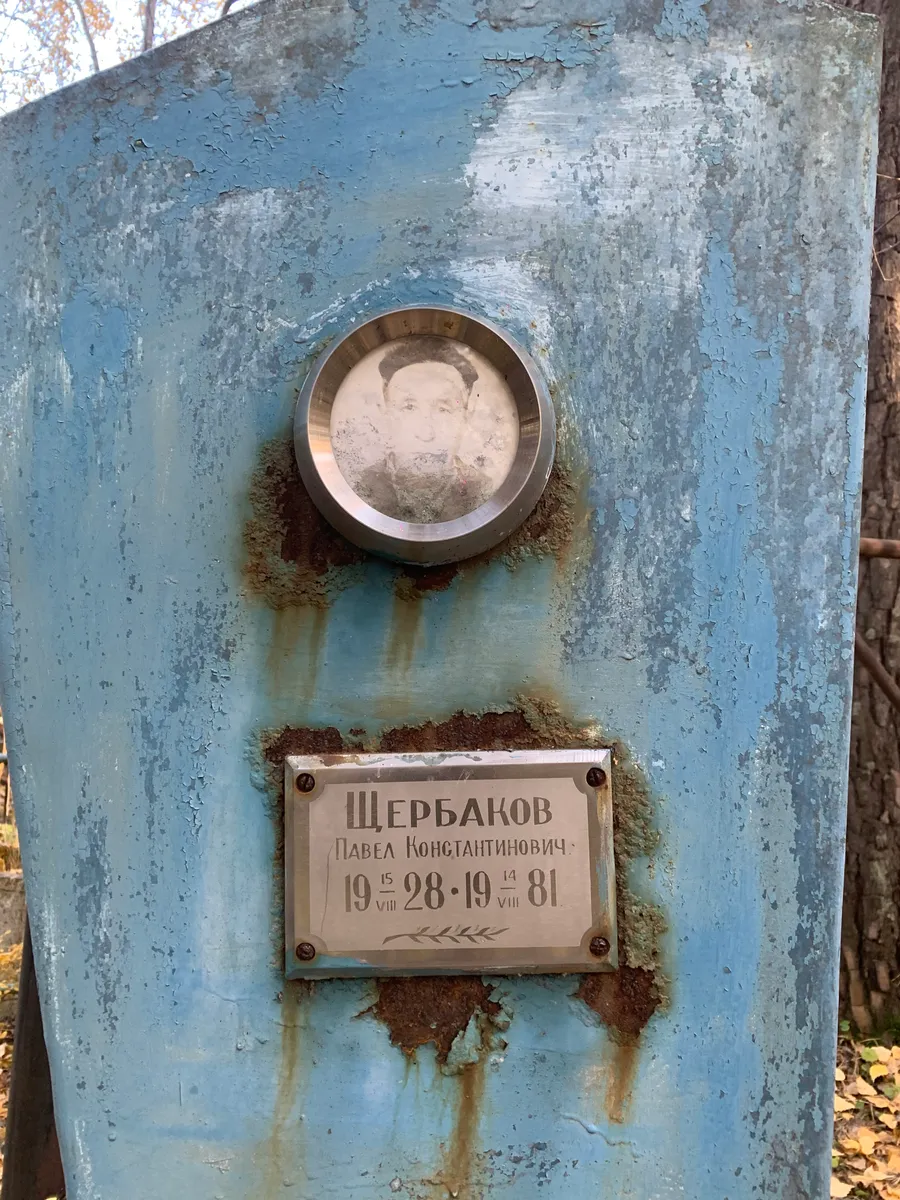 ЩЕРБАКОВ
ПАВЕЛ КОНСТАНТИНОВИЧ
19 15/VIII 28 · 19 14/VIII 81